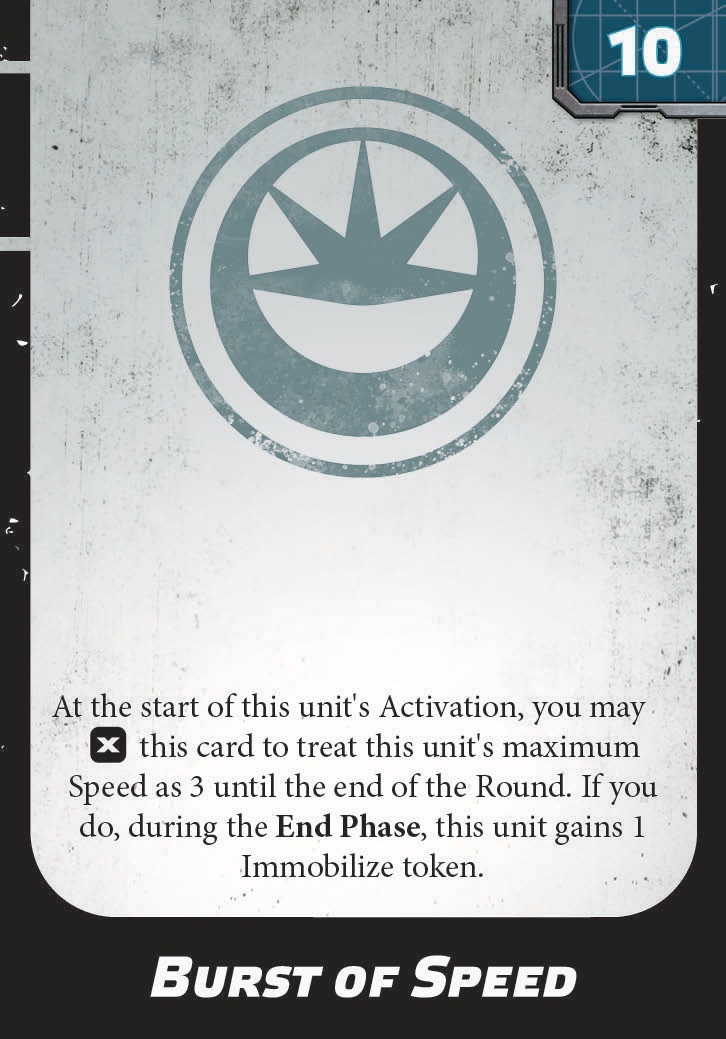 10
At the start of this unit's Activation, you may
this card to treat this unit's maximum
Speed as 3 until the end of the Round. If you
do, during the End Phase, this unit gains 1
Immobilize token.
BURST OF SPEED